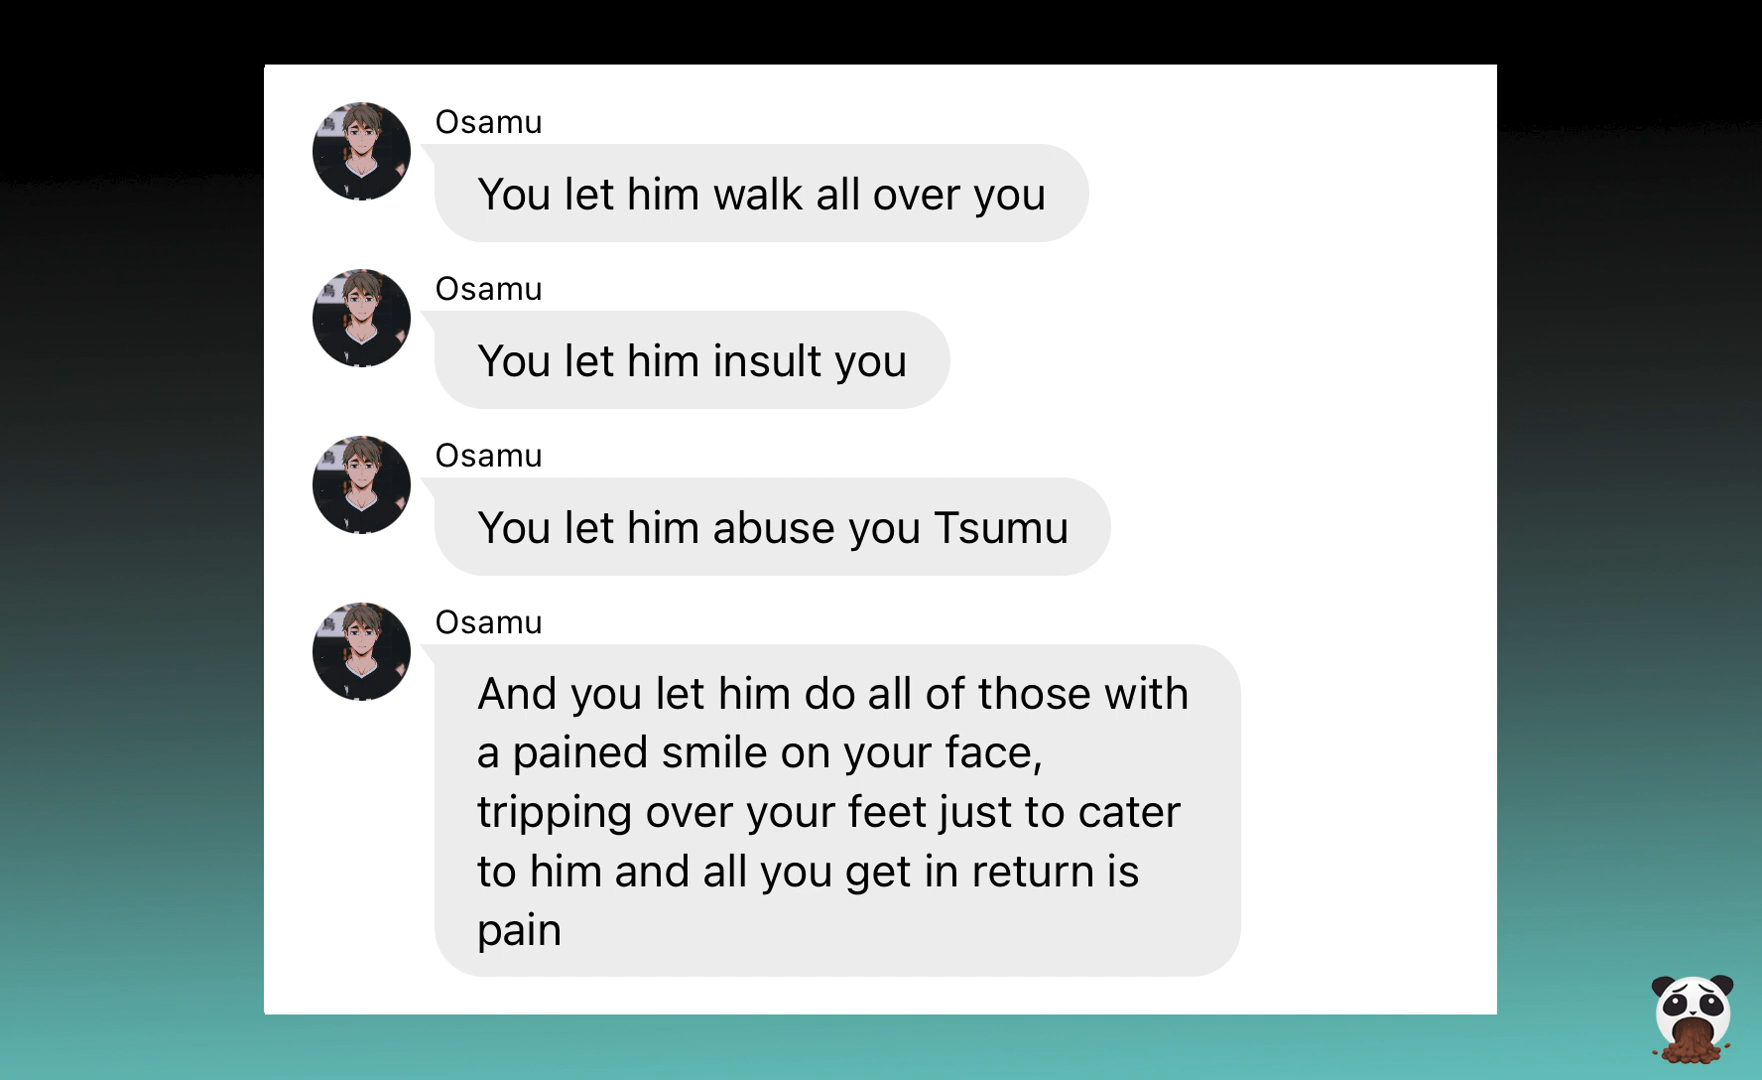 Osamu
You let him walk all over you
Osamu
You let him insult you
Osamu
You let him abuse you Tsumu
Osamu
And you let him do all of those with
a pained smile on your face,
tripping over your feet just to cater
to him and all you get in return is
pain